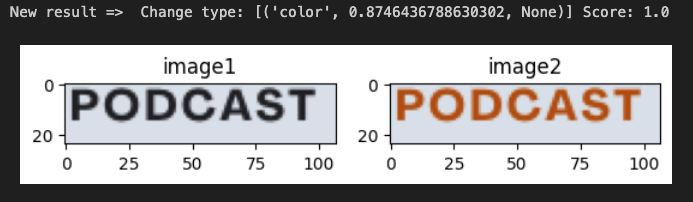 New result =>  Change type: [('color', 0.8746436788630302, None)] Score: 1.0
image1 image2
0 PODCAST 0 PODCAST
20 20
0 25 50 75 100 0 25 50 75 100